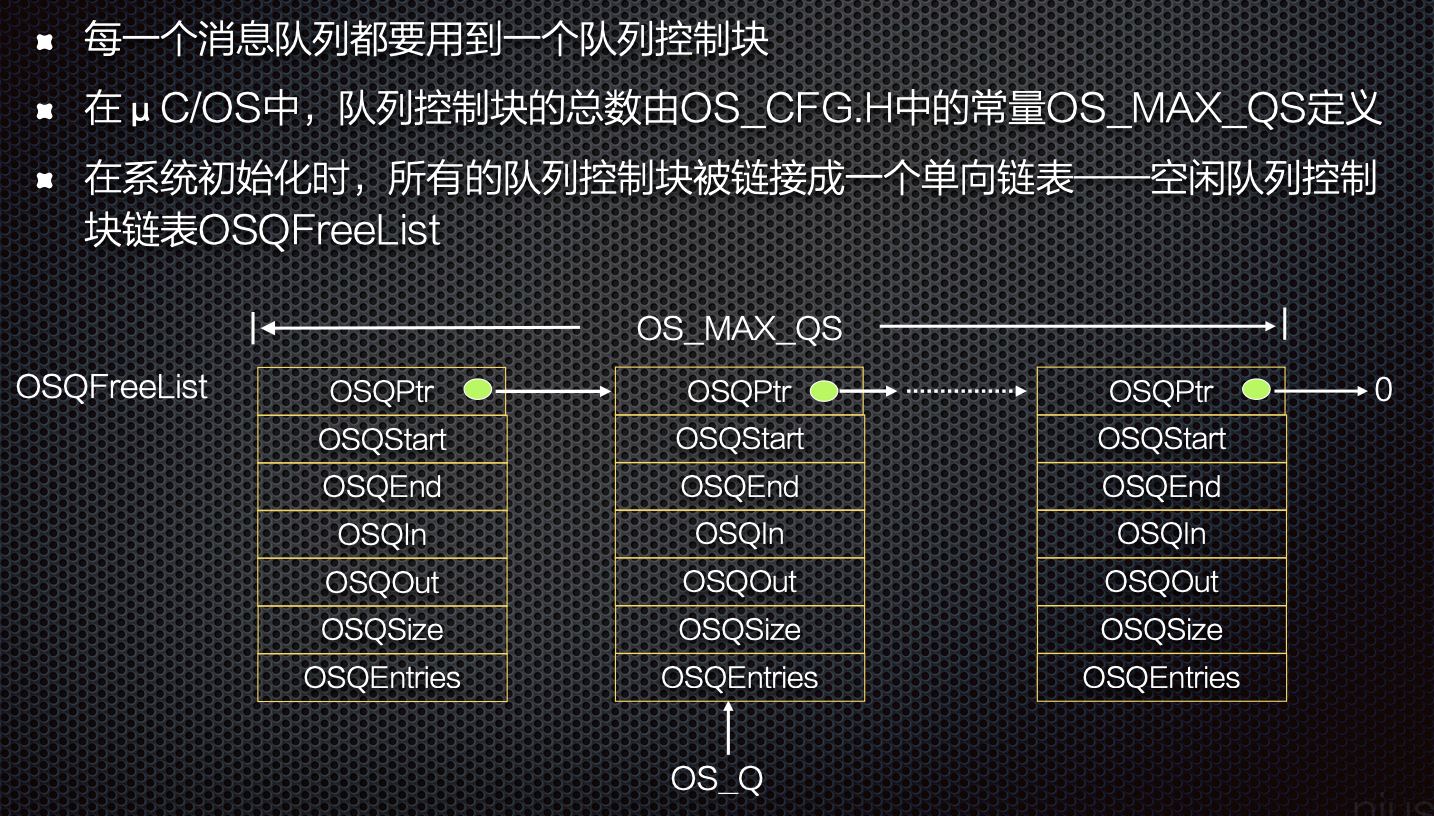 每一个消息队列都要用到一个队列控制块
在μC/OS中，队列控制块的总数由OS_CFG.H中的常量OS_MAX_QS定义
在系统初始化时，所有的队列控制块被链接成一个单向链表——空闲队列控制
块链表OSQFreeList
OS_MAX_QS
OSQFreeList OSQPtr OSQPtr OSQPtr 0
OSQStart OSQStart OSQStart
OSQEnd OSQEnd OSQEnd
OSQIn OSQIn OSQIn
OSQOut OSQOut OSQOut
OSQSize OSQSize OSQSize
OSQEntries OSQEntries OSQEntries
OS_Q